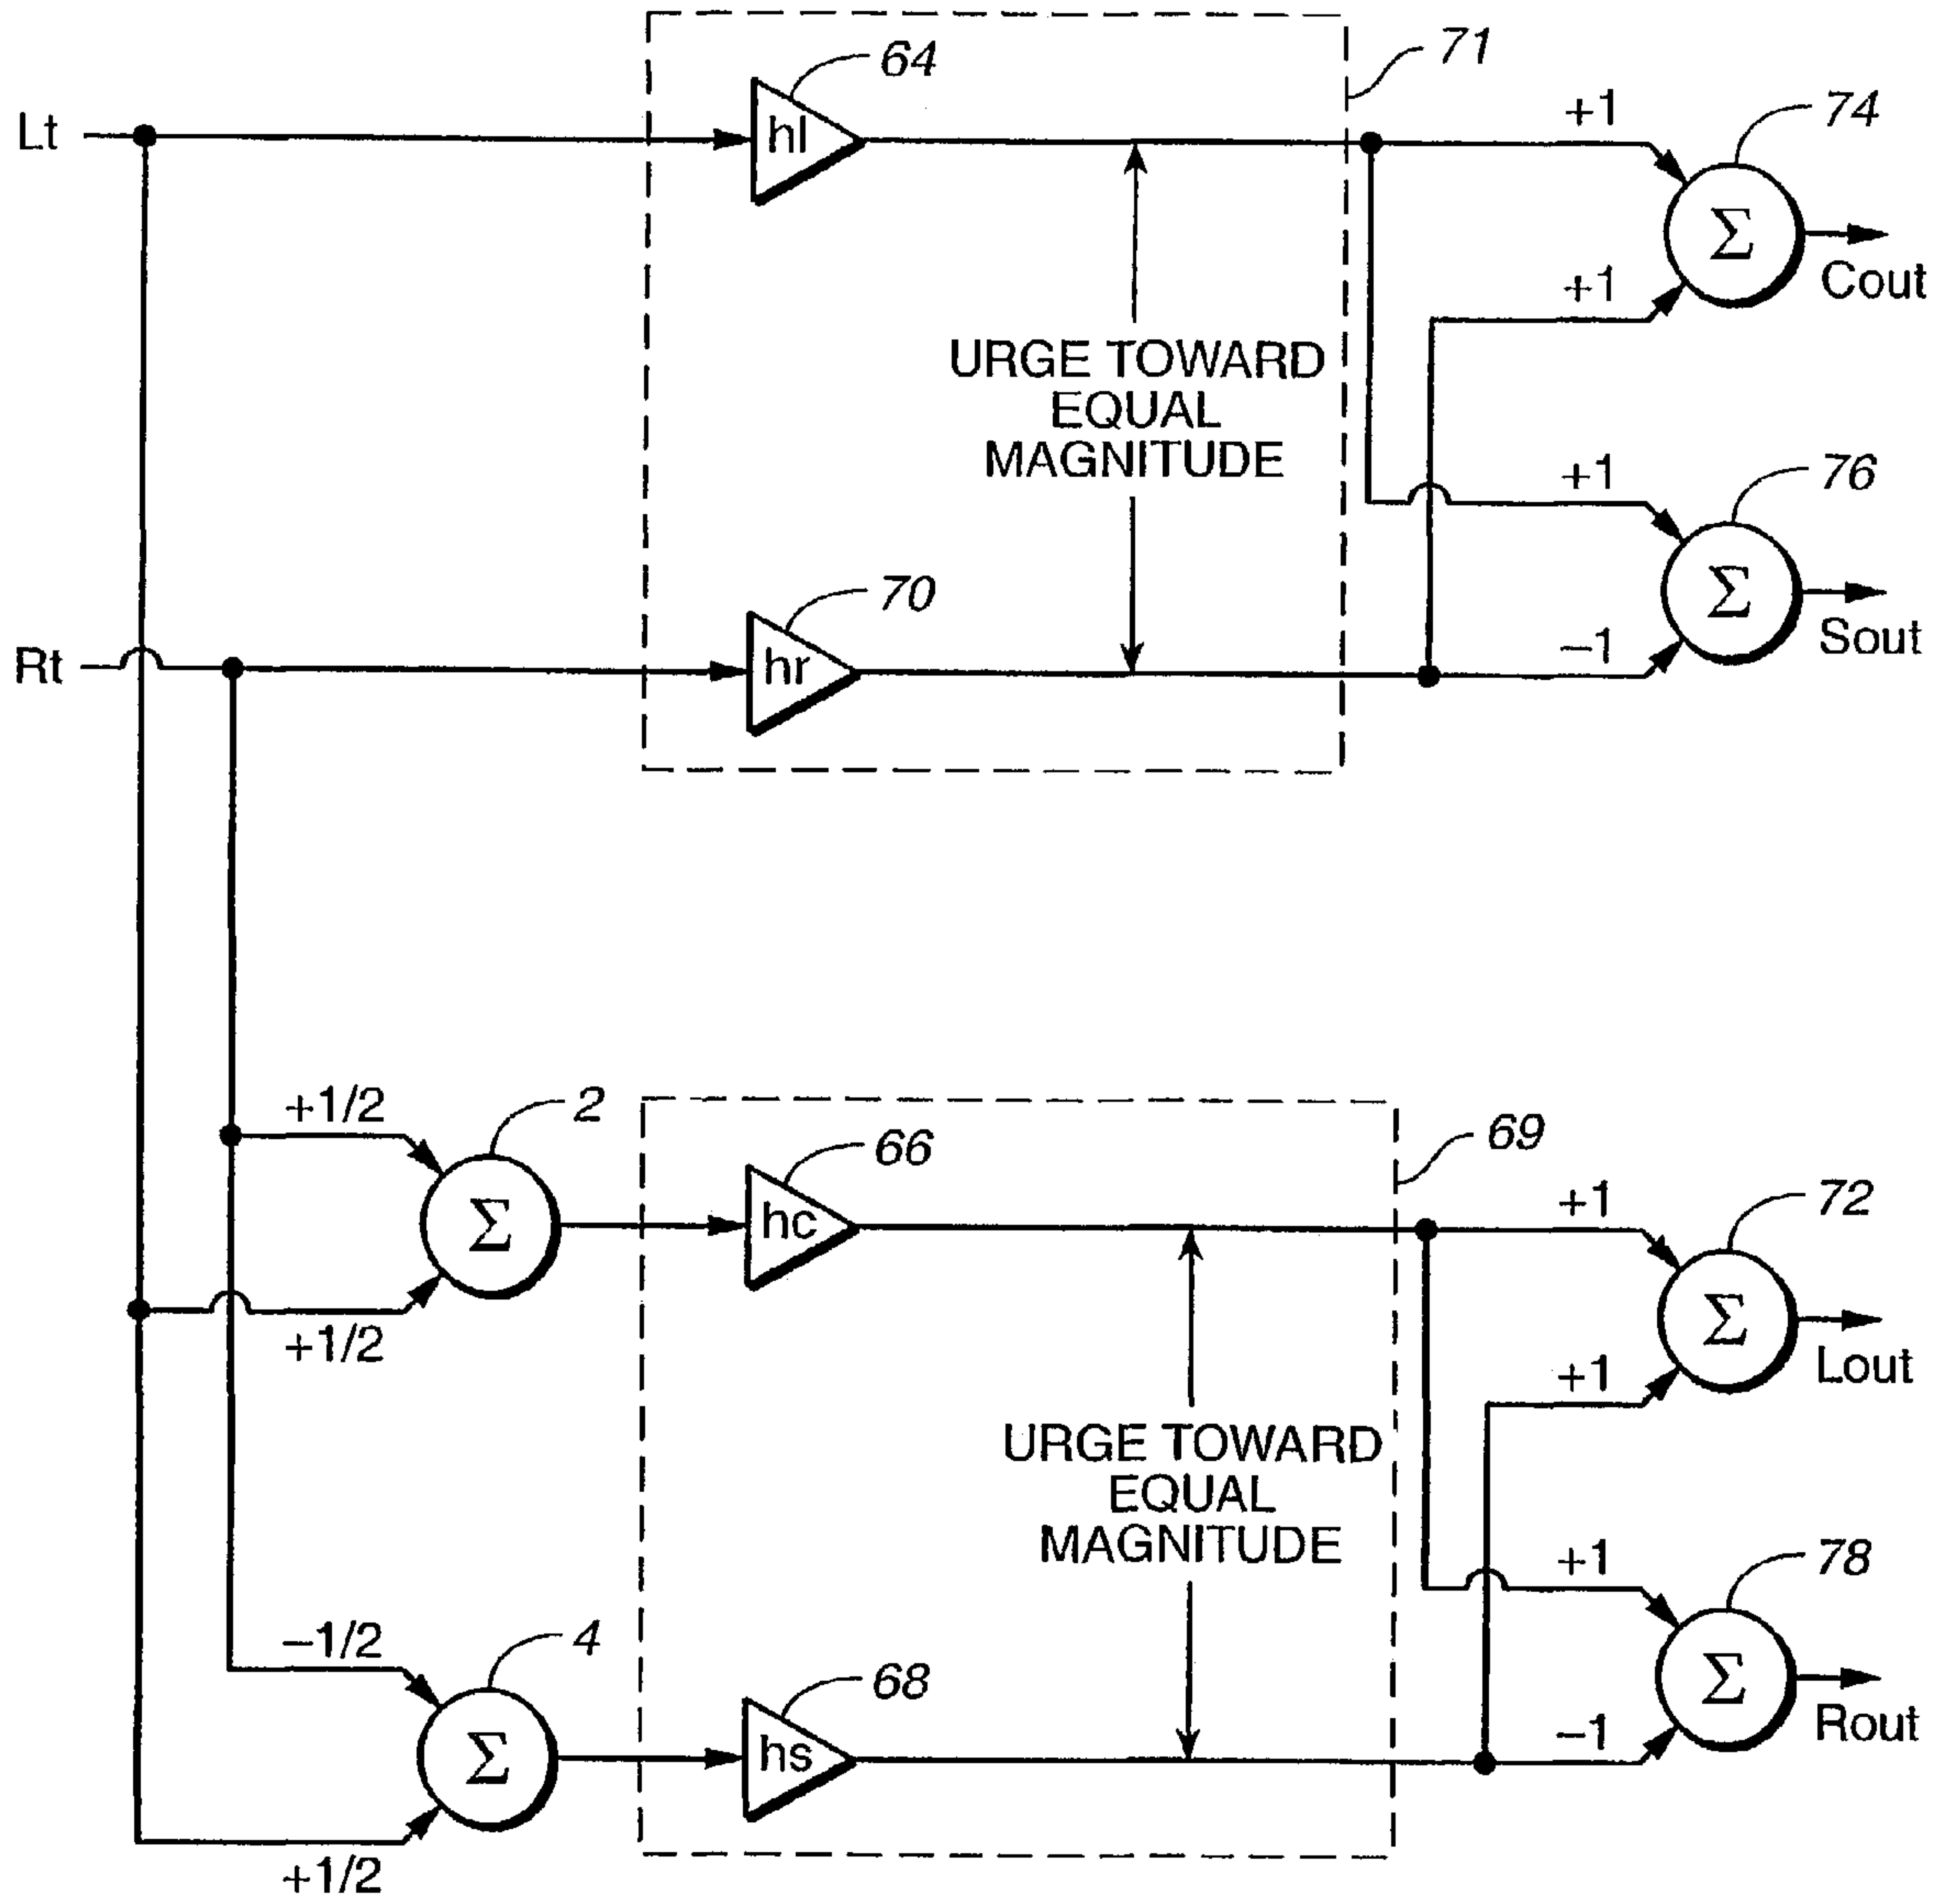 64
71
Lt
hl
+1
74
Σ
+1
Cout
URGE TOWARD
EQUAL
MAGNITUDE
+1
76
70
Σ
Rt
hr
−1
Sout
+1/2
2
66
69
Σ
hc
+1
72
+1/2
Σ
+1
Lout
URGE TOWARD
EQUAL
MAGNITUDE
+1
78
−1/2
4
68
Σ
Σ
hs
−1
Rout
+1/2